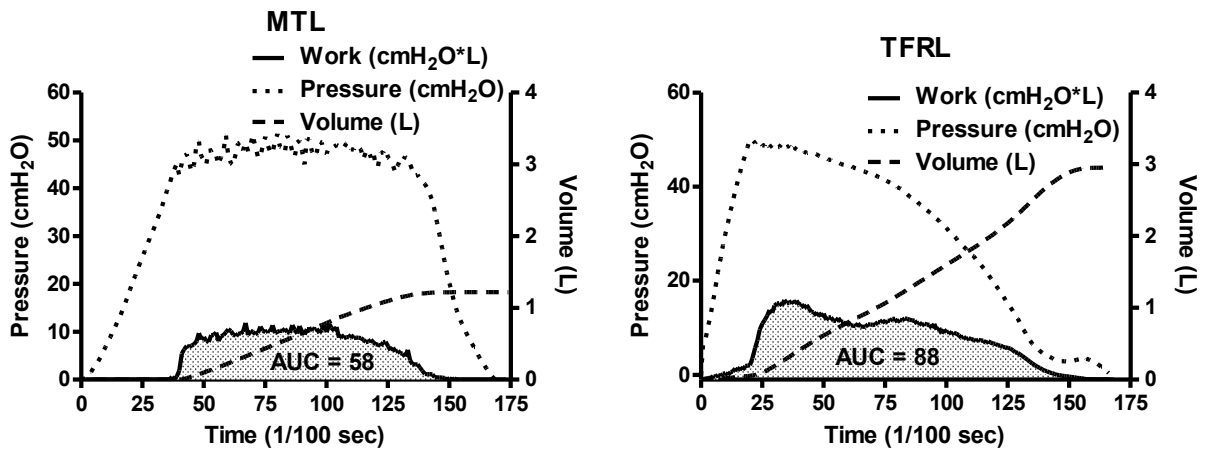 MTL
Work (cmH2O*L)
Pressure (cmH2O)
Volume (L)
Pressure (cmH2O)
60
50
40
30
20
10
0
4
3
2
1
0
Volume (L)
AUC = 58
0 25 50 75 100 125 150 175
Time (1/100 sec)
TFRL
Work (cmH2O*L)
Pressure (cmH2O)
Volume (L)
Pressure (cmH2O)
60
40
20
0
4
3
2
1
0
Volume (L)
AUC = 88
0 25 50 75 100 125 150 175
Time (1/100 sec)